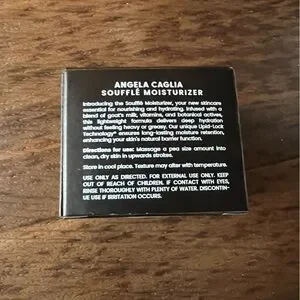 ANGELA CAGLIA
SOUFFLÉ MOISTURIZER
Introducing the Soufflé Moisturizer, your new skincare
essential for nourishing and hydrating. Infused with a
blend of goat's milk, vitamins, and botanical actives,
this lightweight formula delivers deep hydration
without feeling heavy or greasy. Our unique Lipid-Lock
Technology® ensures long-lasting moisture retention,
enhancing your skin's natural barrier function.
Directions for use: Massage a pea size amount into
clean, dry skin in upwards strokes.
Store in cool place. Texture may alter with temperature.
USE ONLY AS DIRECTED. FOR EXTERNAL USE ONLY. KEEP
OUT OF REACH OF CHILDREN. IF CONTACT WITH EYES,
RINSE THOROUGHLY WITH PLENTY OF WATER. DISCONTIN-
UE USE IF IRRITATION OCCURS.